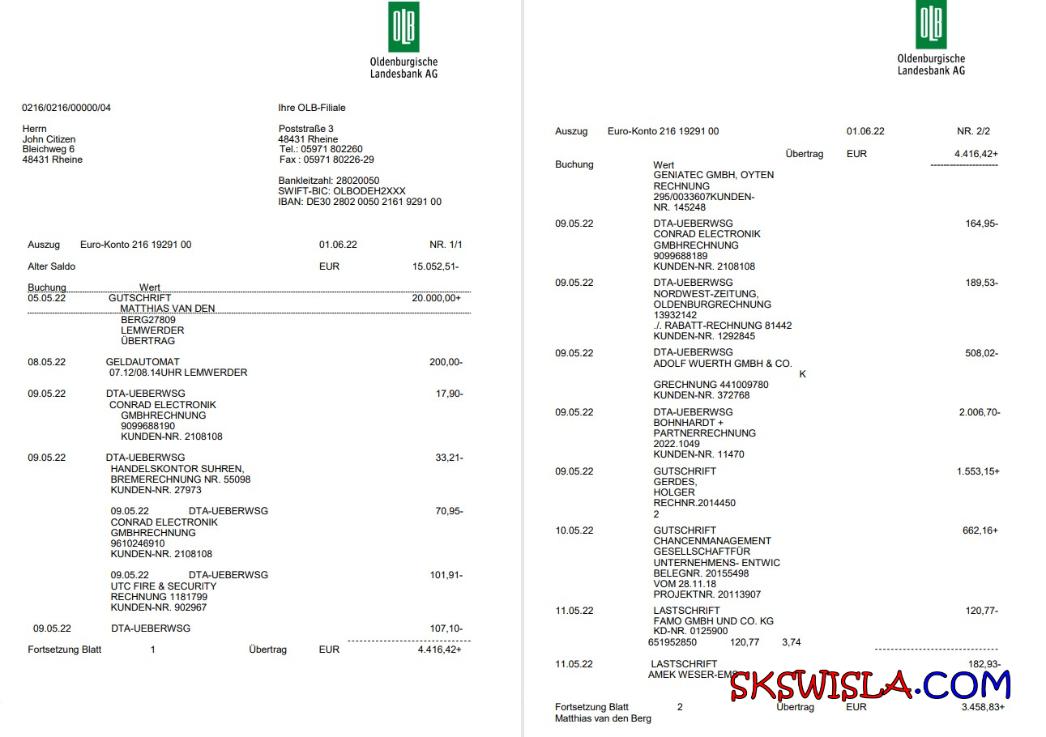 OLB
Oldenburgische
Landesbank AG
0216/0216/00000/04
Herrn
John Citizen
Bleichweg 6
48431 Rheine
Ihre OLB-Filiale
Poststraße 3
48431 Rheine
Tel.: 05971 802260
Fax : 05971 80226-29
Bankleitzahl: 28020050
SWIFT-BIC: OLBODEH2XXX
IBAN: DE30 2802 0050 2161 9291 00
Auszug Euro-Konto 216 19291 00 01.06.22 NR. 1/1
Alter Saldo EUR 15.052,51-
Buchung Wert
05.05.22 GUTSCHRIFT 20.000,00+
MATTHIAS VAN DEN
BERG27809
LEMWERDER
ÜBERTRAG
08.05.22 GELDAUTOMAT 200,00-
07.12/08.14UHR LEMWERDER
09.05.22 DTA-UEBERWSG 17,90-
CONRAD ELECTRONIK
GMBHRECHNUNG
9099688190
KUNDEN-NR. 2108108
09.05.22 DTA-UEBERWSG 33,21-
HANDELSKONTOR SUHREN,
BREMERECHNUNG NR. 55098
KUNDEN-NR. 27973
09.05.22 DTA-UEBERWSG 70,95-
CONRAD ELECTRONIK
GMBHRECHNUNG
9610246910
KUNDEN-NR. 2108108
09.05.22 DTA-UEBERWSG 101,91-
UTC FIRE & SECURITY
RECHNUNG 1181799
KUNDEN-NR. 902967
09.05.22 DTA-UEBERWSG 107,10-
Fortsetzung Blatt 1 Übertrag EUR 4.416,42+
OLB
Oldenburgische
Landesbank AG
Auszug Euro-Konto 216 19291 00 01.06.22 NR. 2/2
Übertrag EUR 4.416,42+
Buchung Wert
GENIATEC GMBH, OYTEN
RECHNUNG
295/0033607KUNDEN-
NR. 145248
09.05.22 DTA-UEBERWSG 164,95-
CONRAD ELECTRONIK
GMBHRECHNUNG
9099688189
KUNDEN-NR. 2108108
09.05.22 DTA-UEBERWSG 189,53-
NORDWEST-ZEITUNG,
OLDENBURGRECHNUNG
13932142
./. RABATT-RECHNUNG 81442
KUNDEN-NR. 1292845
09.05.22 DTA-UEBERWSG 508,02-
ADOLF WUERTH GMBH & CO.
K
GRECHNUNG 441009780
KUNDEN-NR. 372768
09.05.22 DTA-UEBERWSG 2.006,70-
BOHNHARDT +
PARTNERRECHNUNG
2022.1049
KUNDEN-NR. 11470
09.05.22 GUTSCHRIFT 1.553,15+
GERDES,
HOLGER
RECHNR.2014450
2
10.05.22 GUTSCHRIFT 662,16+
CHANCENMANAGEMENT
GESELLSCHAFTFÜR
UNTERNEHMENS- ENTWIC
BELEGNR. 20155498
VOM 28.11.18
PROJEKTNR. 20113907
11.05.22 LASTSCHRIFT 120,77-
FAMO GMBH UND CO. KG
KD-NR. 0125900
651952850 120,77 3,74
11.05.22 LASTSCHRIFT 182,93-
AMEK WESER-EMS
SKSWISLA.COM
Fortsetzung Blatt 2 Übertrag EUR 3.458,83+
Matthias van den Berg